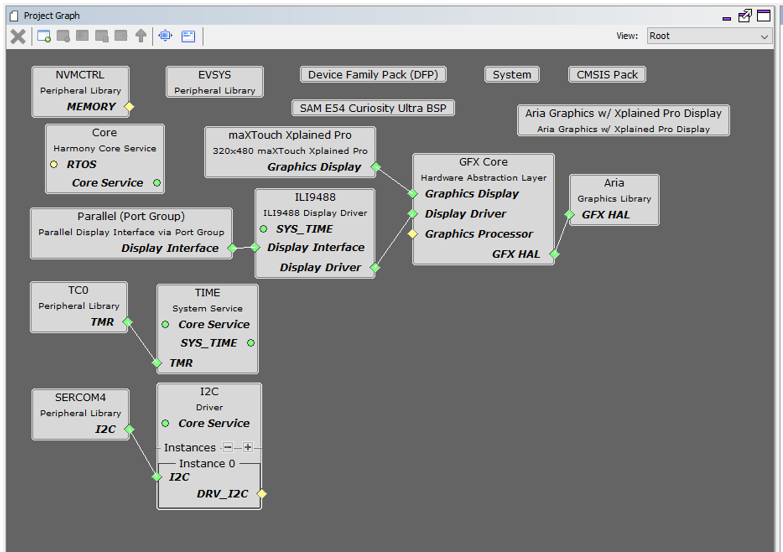 Project Graph
View: Root
NVMCTRL
Peripheral Library
MEMORY
EVSYS
Peripheral Library
Device Family Pack (DFP)
System
CMSIS Pack
SAM E54 Curiosity Ultra BSP
Aria Graphics w/ Xplained Pro Display
Aria Graphics w/ Xplained Pro Display
Core
Harmony Core Service
RTOS
Core Service
maXTouch Xplained Pro
320x480 maXTouch Xplained Pro
Graphics Display
GFX Core
Hardware Abstraction Layer
Graphics Display
Display Driver
Graphics Processor
GFX HAL
Aria
Graphics Library
GFX HAL
Parallel (Port Group)
Parallel Display Interface via Port Group
Display Interface
ILI9488
ILI9488 Display Driver
SYS_TIME
Display Interface
Display Driver
TC0
Peripheral Library
TMR
TIME
System Service
Core Service
SYS_TIME
TMR
SERCOM4
Peripheral Library
I2C
I2C
Driver
Core Service
Instances
Instance 0
I2C
DRV_I2C